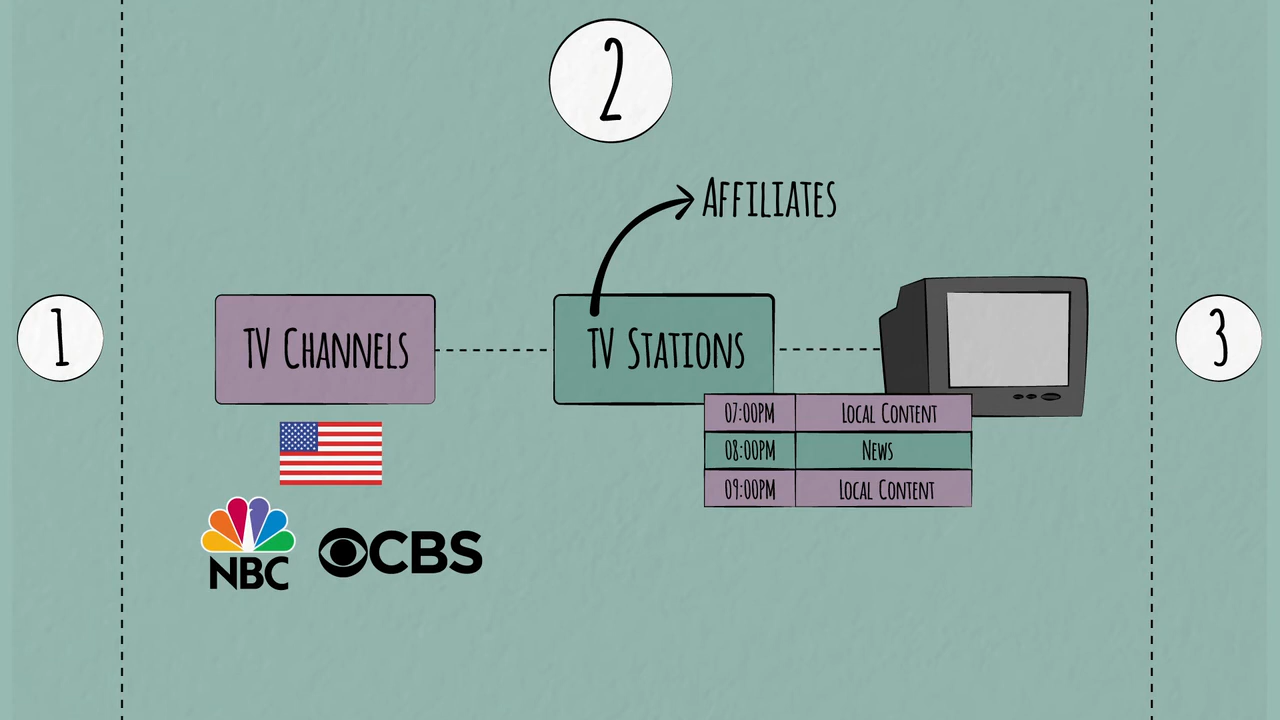 2
Affiliates
1
TV Channels
TV Stations
3
07:00PM Local Content
08:00PM News
09:00PM Local Content
NBC
CBS